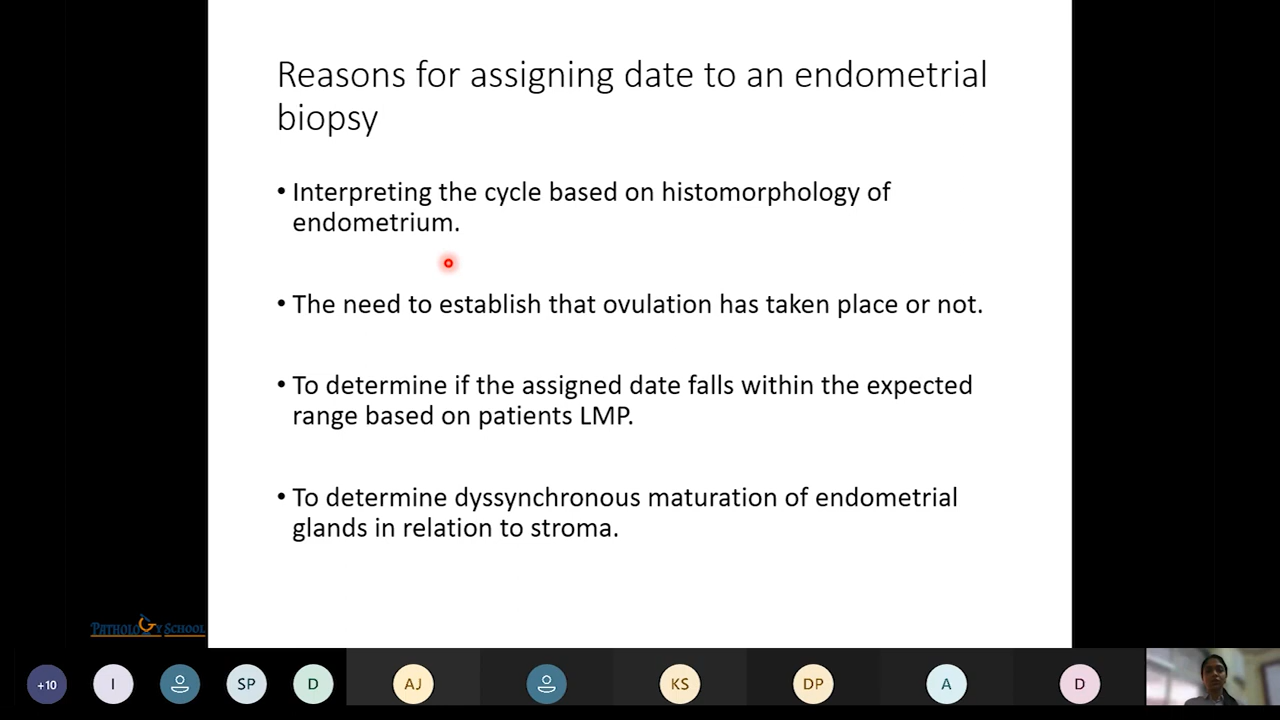 Reasons for assigning date to an endometrial
biopsy
• Interpreting the cycle based on histomorphology of
endometrium.
• The need to establish that ovulation has taken place or not.
• To determine if the assigned date falls within the expected
range based on patients LMP.
• To determine dyssynchronous maturation of endometrial
glands in relation to stroma.
PATHOLOGY SCHOOL
+10 I SP D AJ KS DP A D